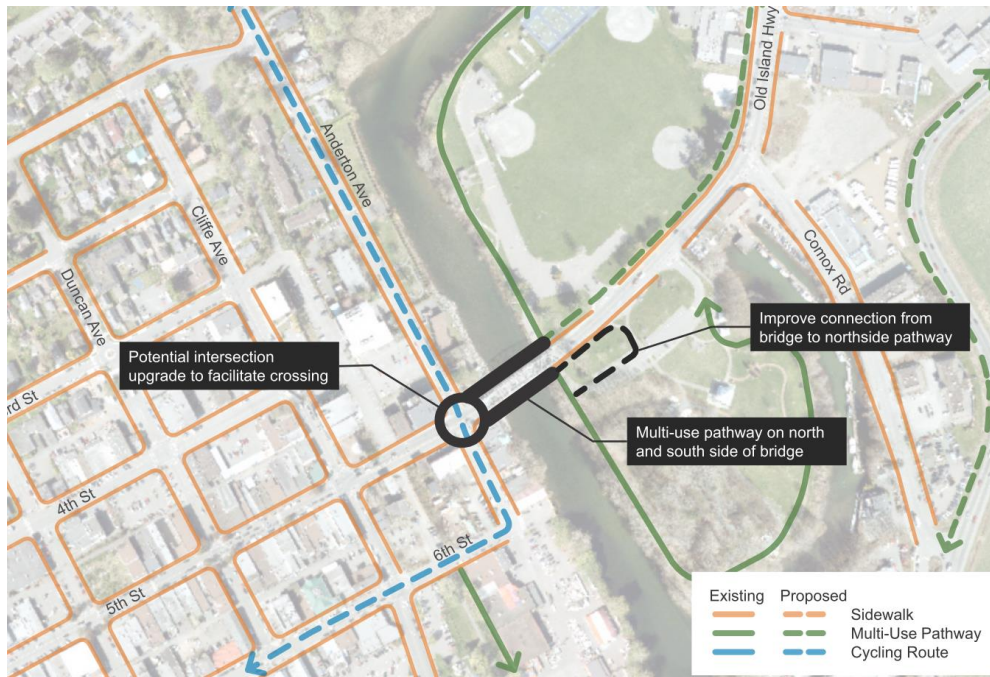 Old Island Hwy
Anderton Ave
Cliffe Ave
Duncan Ave
Comox Rd
Improve connection from
bridge to northside pathway
Potential intersection
upgrade to facilitate crossing
rd St
Multi-use pathway on north
and south side of bridge
4th St
6th St
5th St
Existing Proposed
Sidewalk
Multi-Use Pathway
Cycling Route